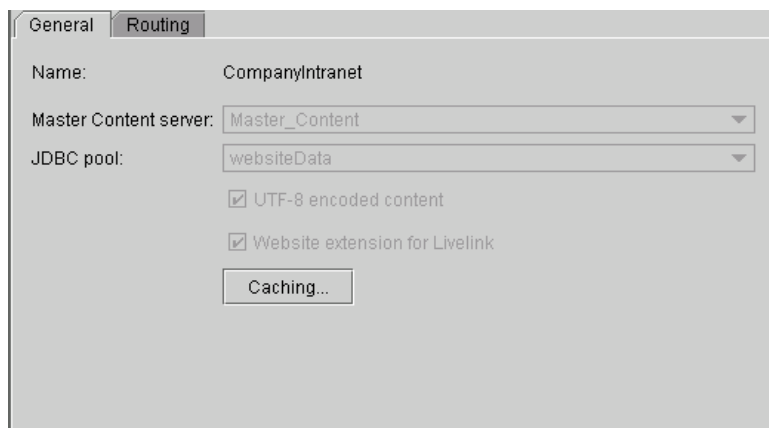 General Routing
Name: CompanyIntranet
Master Content server: Master_Content
JDBC pool: websiteData
UTF-8 encoded content
Website extension for Livelink
Caching...